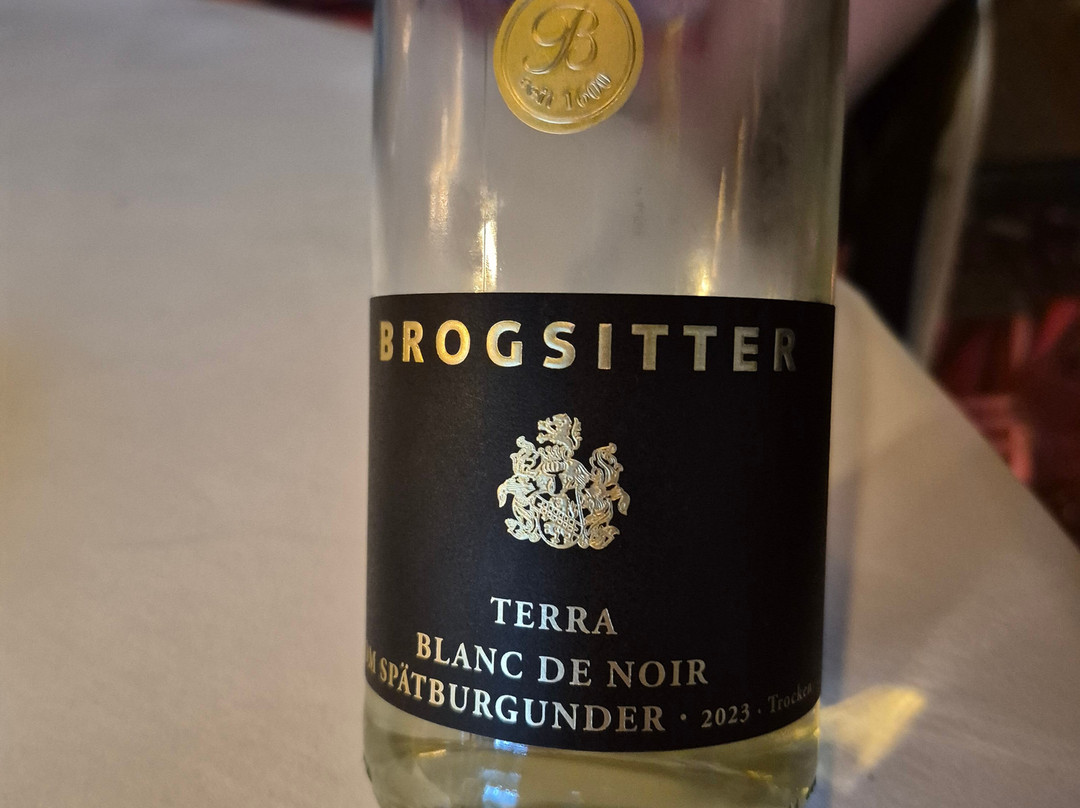 B
seit 1600
BROGSITTER
TERRA
BLANC DE NOIR
M SPÄTBURGUNDER · 2023 · Trocken